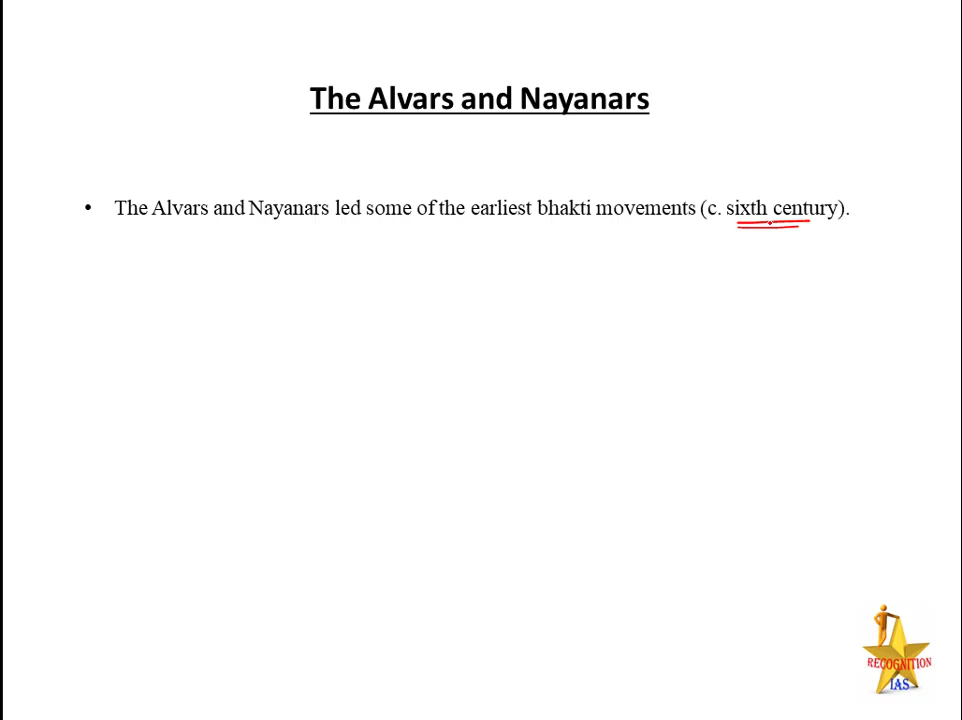 The Alvars and Nayanars
• The Alvars and Nayanars led some of the earliest bhakti movements (c. sixth century).
RECOGNITION
IAS